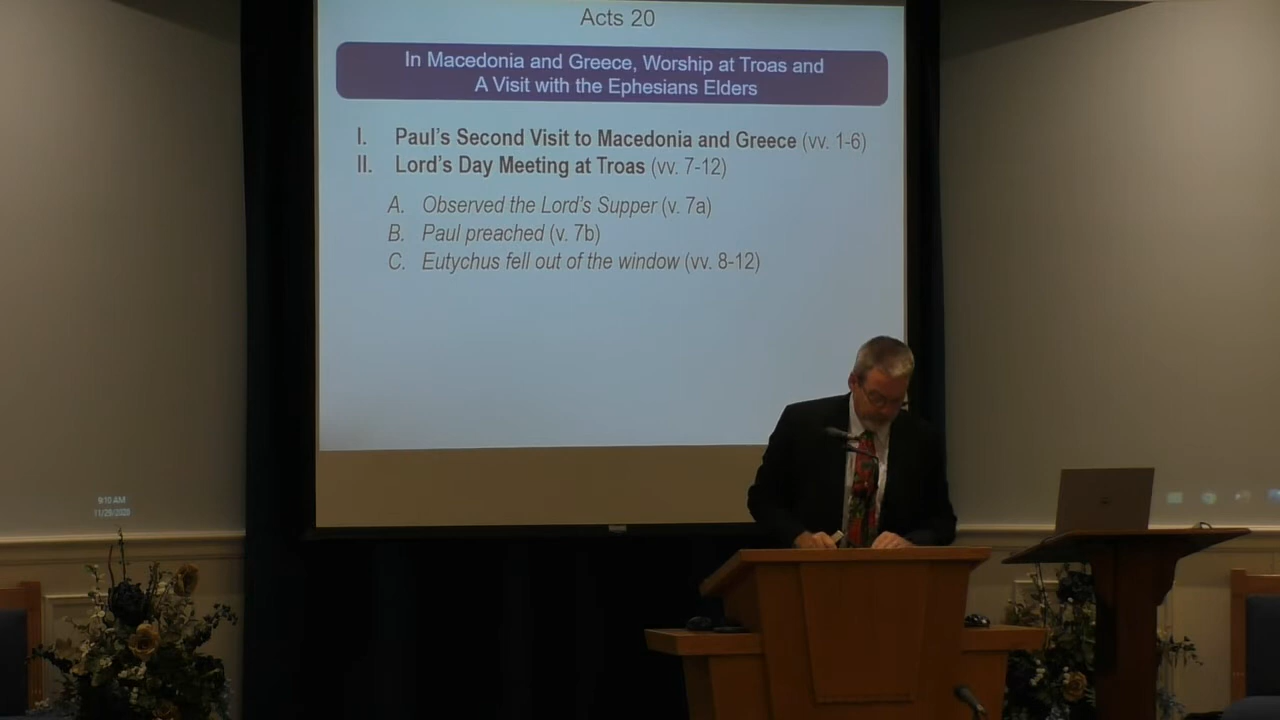 Acts 20
In Macedonia and Greece, Worship at Troas and
A Visit with the Ephesians Elders
I. Paul's Second Visit to Macedonia and Greece (vv. 1-6)
II. Lord's Day Meeting at Troas (vv. 7-12)
A. Observed the Lord's Supper (v. 7a)
B. Paul preached (v. 7b)
C. Eutychus fell out of the window (vv. 8-12)
9:10 AM
11/29/2020